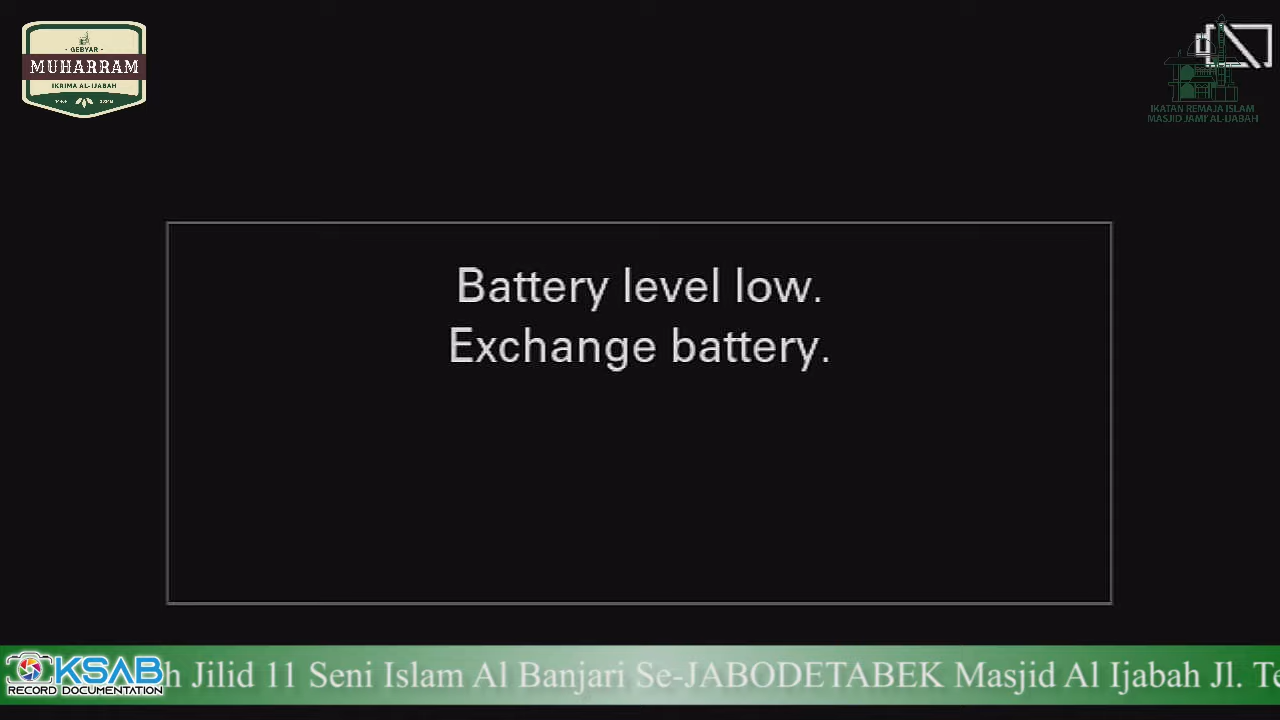 - GEBYAR -
MUHARRAM
IKRIMA AL-IJABAH
IKATAN REMAJA ISLAM
MASJID JAMI' AL-IJABAH
Battery level low.
Exchange battery.
KSAB
RECORD DOCUMENTATION
h Jilid 11 Seni Islam Al Banjari Se-JABODETABEK Masjid Al Ijabah Jl. Te